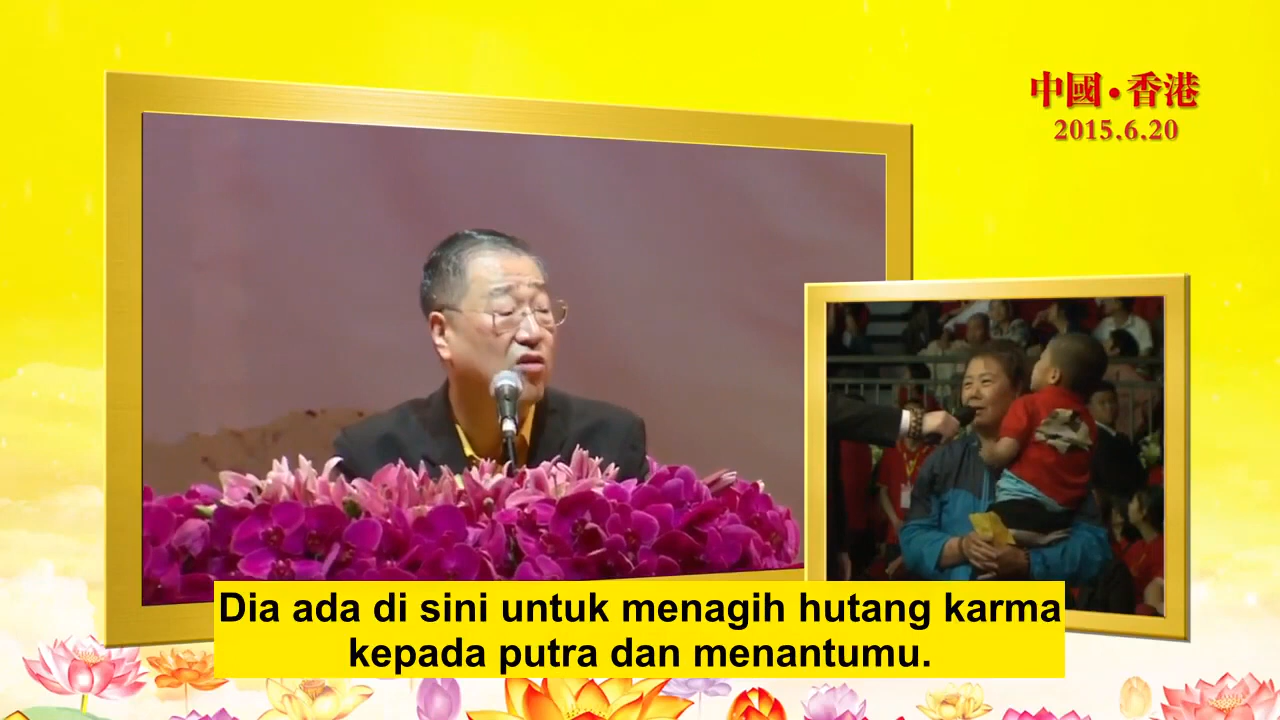 中國•香港
2015.6.20
Dia ada di sini untuk menagih hutang karma
kepada putra dan menantumu.